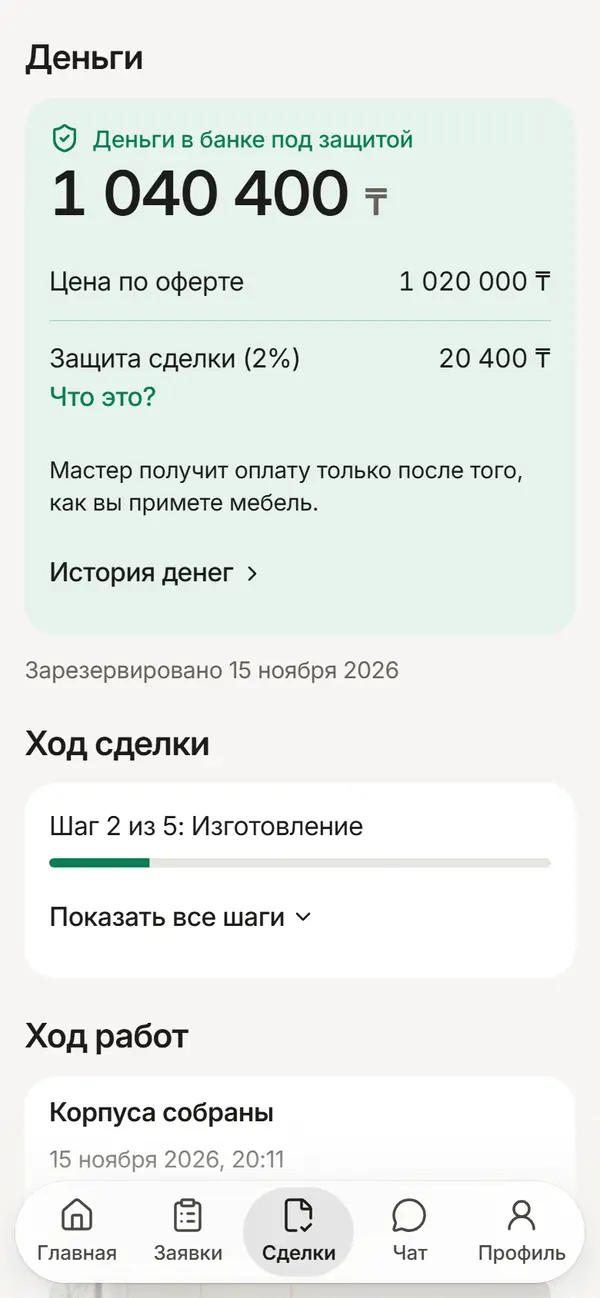 Деньги
Деньги в банке под защитой
1 040 400 ₸
Цена по оферте 1 020 000 ₸
Защита сделки (2%) 20 400 ₸
Что это?
Мастер получит оплату только после того,
как вы примете мебель.
История денег
Зарезервировано 15 ноября 2026
Ход сделки
Шаг 2 из 5: Изготовление
Показать все шаги
Ход работ
Корпуса собраны
15 ноября 2026, 20:11
Главная Заявки Сделки Чат Профиль